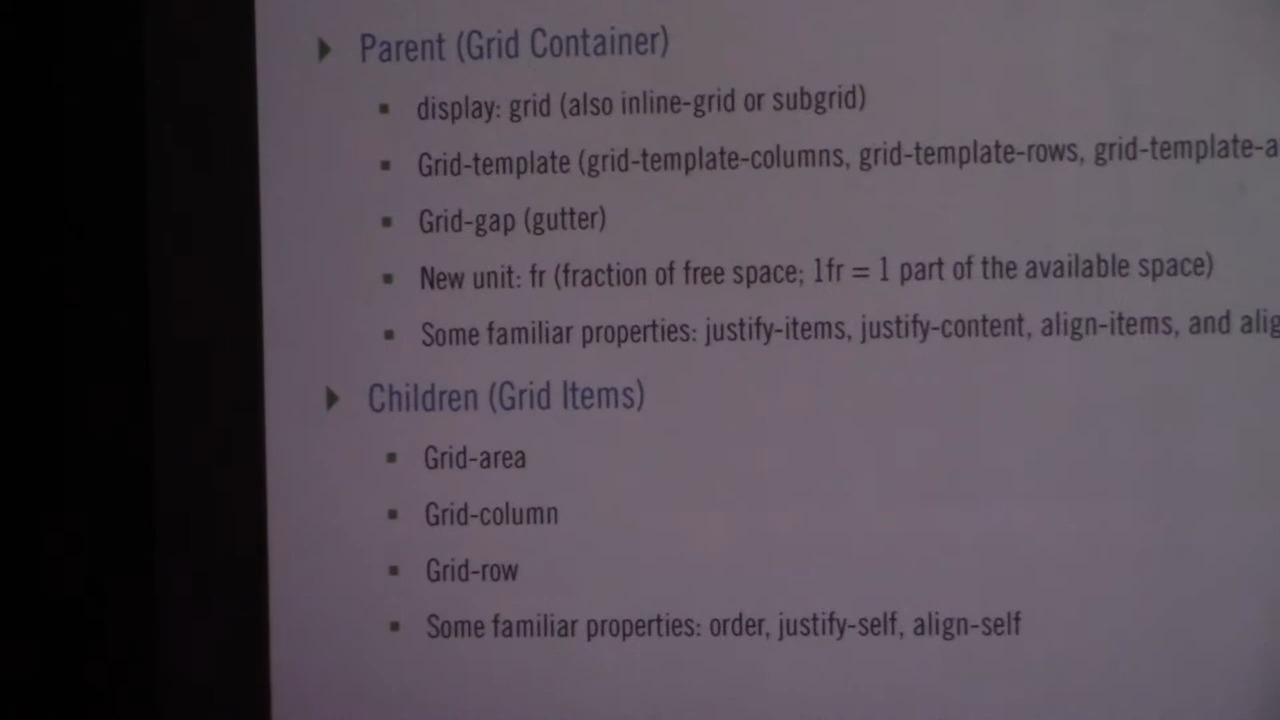 Parent (Grid Container)
display: grid (also inline-grid or subgrid)
Grid-template (grid-template-columns, grid-template-rows, grid-template-a
Grid-gap (gutter)
New unit: fr (fraction of free space; 1fr = 1 part of the available space)
Some familiar properties: justify-items, justify-content, align-items, and alig
Children (Grid Items)
Grid-area
Grid-column
Grid-row
Some familiar properties: order, justify-self, align-self